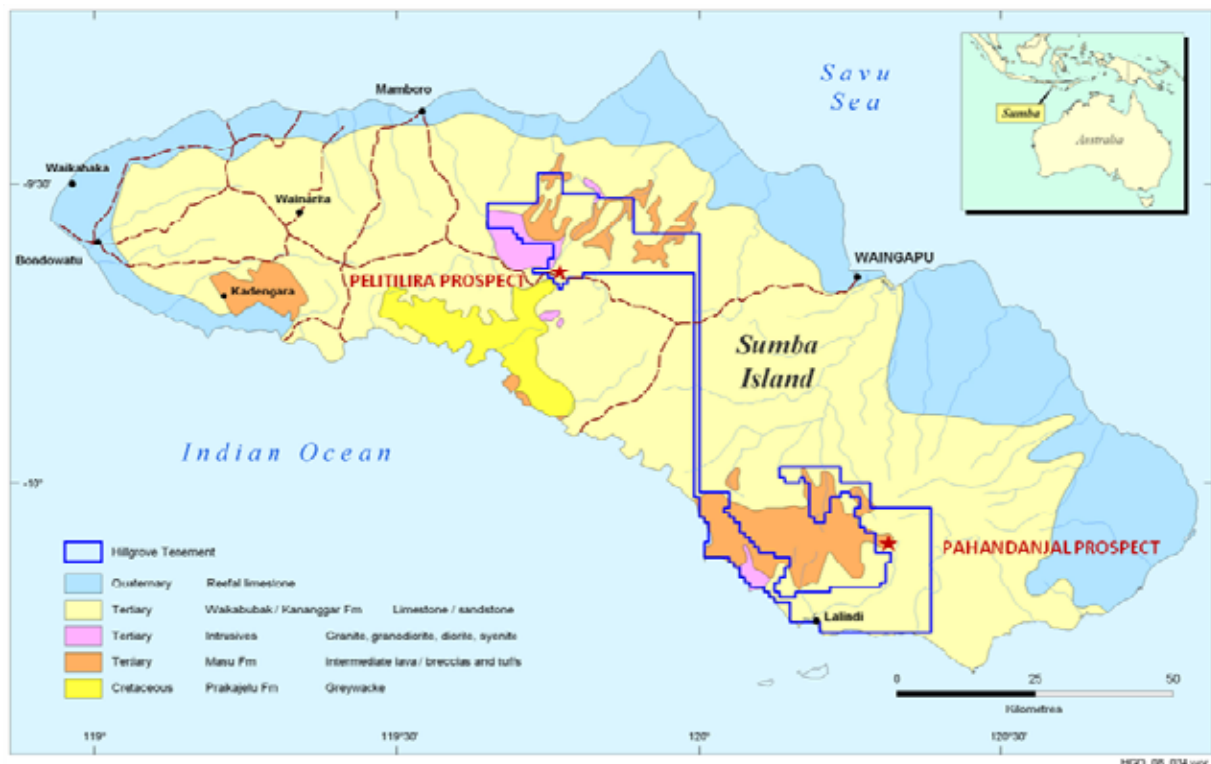 Savu
Sea
Sumba
Australia
Mamboro
Waikahaka
-9°30'
Wainarita
Bondowatu
PELITILIRA PROSPECT
WAINGAPU
Kadengara
Sumba
Island
Indian Ocean
-10°
PAHANDANJAL PROSPECT
Lalindi
Hillgrove Tenement
Quaternary Reefal limestone
Tertiary Waikabubak / Kananggar Fm Limestone / sandstone
Tertiary Intrusives Granite, granodiorite, diorite, syenite
Tertiary Masu Fm Intermediate lava / breccias and tuffs
Cretaceous Greywacke
0 25 50
Kilometres
119° 119°30' 120° 120°30'